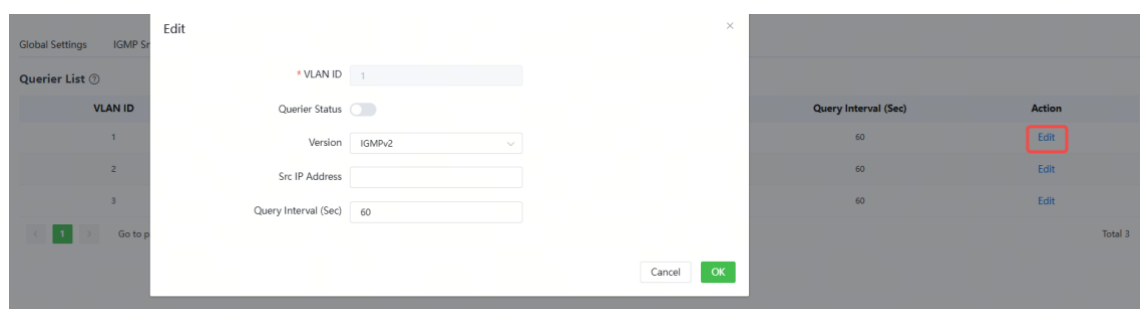 Edit
Global Settings IGMP Sn
Querier List
VLAN ID Query Interval (Sec) Action
1 60 Edit
2 60 Edit
3 60 Edit
1 Go to p Total 3
* VLAN ID 1
Querier Status
Version IGMPv2
Src IP Address
Query Interval (Sec) 60
Cancel OK